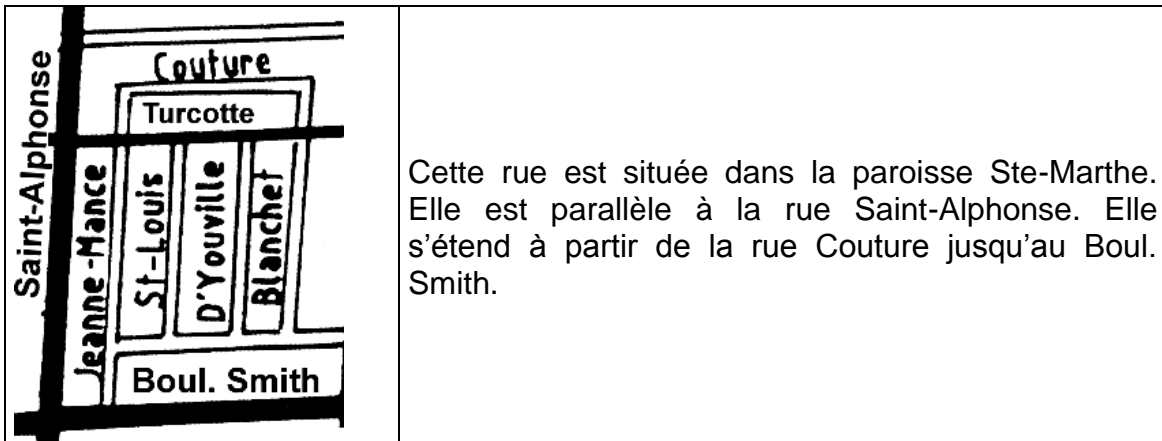 Couture
Turcotte
Saint-Alphonse
Jeanne-Mance
St-Louis
D'Youville
Blanchet
Boul. Smith
Cette rue est située dans la paroisse Ste-Marthe.
Elle est parallèle à la rue Saint-Alphonse. Elle
s'étend à partir de la rue Couture jusqu'au Boul.
Smith.